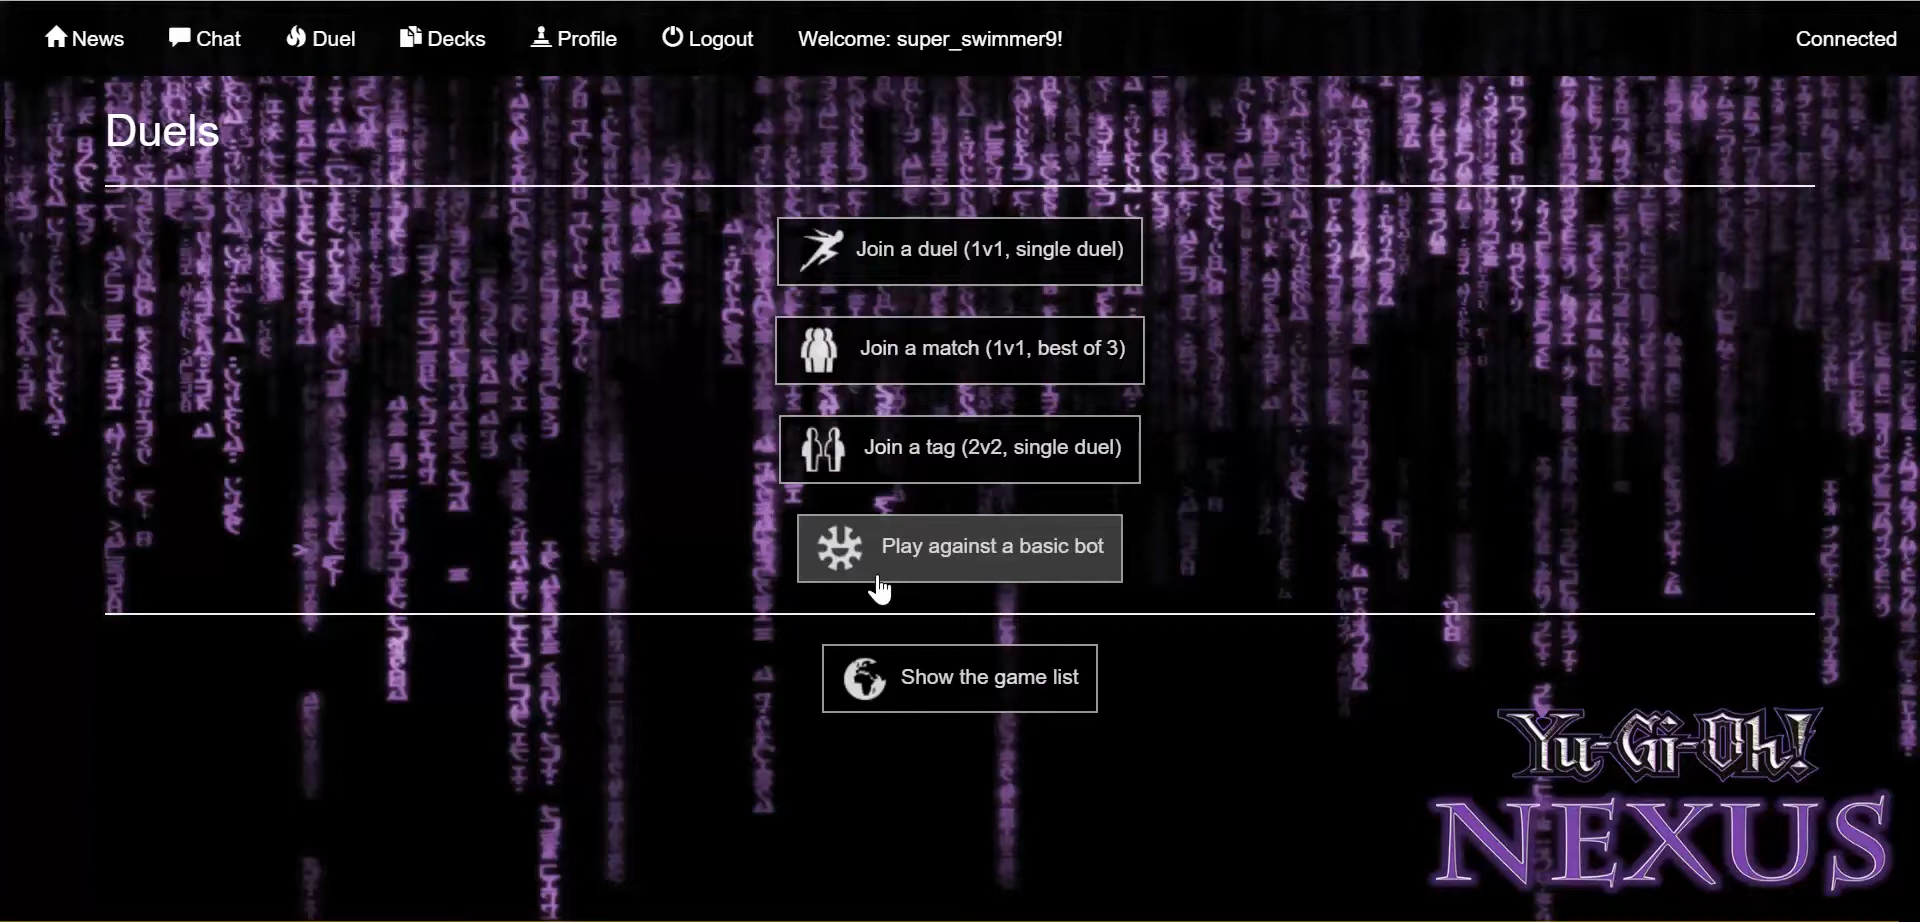 News Chat Duel Decks Profile Logout Welcome: super_swimmer9! Connected
Duels
Join a duel (1v1, single duel)
Join a match (1v1, best of 3)
Join a tag (2v2, single duel)
Play against a basic bot
Show the game list
Yu-Gi-Oh!
NEXUS